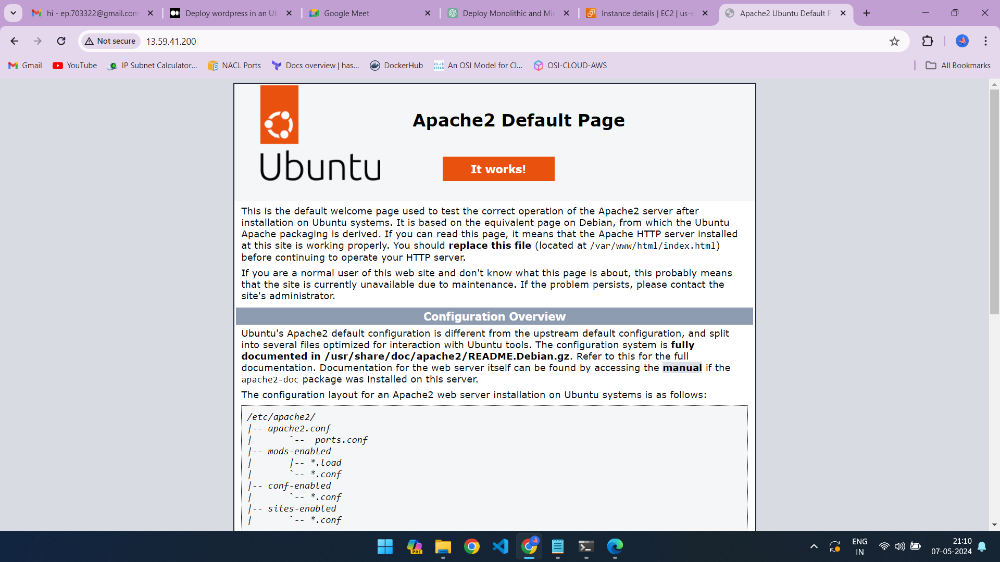 hi - ep.703322@gmail.com
Deploy wordpress in an Ub
Google Meet
Deploy Monolithic and Mic
Instance details | EC2 | us-e
Apache2 Ubuntu Default P
Not secure
13.59.41.200
Gmail
YouTube
IP Subnet Calculator...
NACL Ports
Docs overview | has...
DockerHub
An OSI Model for Cl...
OSI-CLOUD-AWS
All Bookmarks
Ubuntu
Apache2 Default Page
It works!
This is the default welcome page used to test the correct operation of the Apache2 server after
installation on Ubuntu systems. It is based on the equivalent page on Debian, from which the Ubuntu
Apache packaging is derived. If you can read this page, it means that the Apache HTTP server installed
at this site is working properly. You should replace this file (located at /var/www/html/index.html)
before continuing to operate your HTTP server.
If you are a normal user of this web site and don't know what this page is about, this probably means
that the site is currently unavailable due to maintenance. If the problem persists, please contact the
site's administrator.
Configuration Overview
Ubuntu's Apache2 default configuration is different from the upstream default configuration, and split
into several files optimized for interaction with Ubuntu tools. The configuration system is fully
documented in /usr/share/doc/apache2/README.Debian.gz. Refer to this for the full
documentation. Documentation for the web server itself can be found by accessing the manual if the
apache2-doc package was installed on this server.
The configuration layout for an Apache2 web server installation on Ubuntu systems is as follows:
/etc/apache2/
|-- apache2.conf
|       `--  ports.conf
|-- mods-enabled
|       |-- *.load
|       `-- *.conf
|-- conf-enabled
|       `-- *.conf
|-- sites-enabled
|       `-- *.conf
PRE
ENG
IN
21:10
07-05-2024